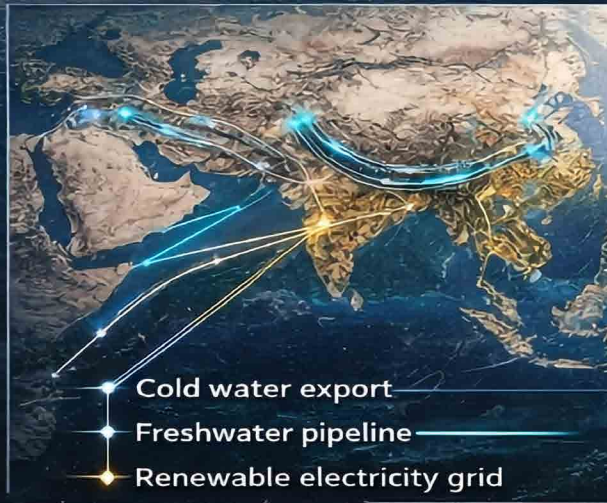 Cold water export
Freshwater pipeline
Renewable electricity grid